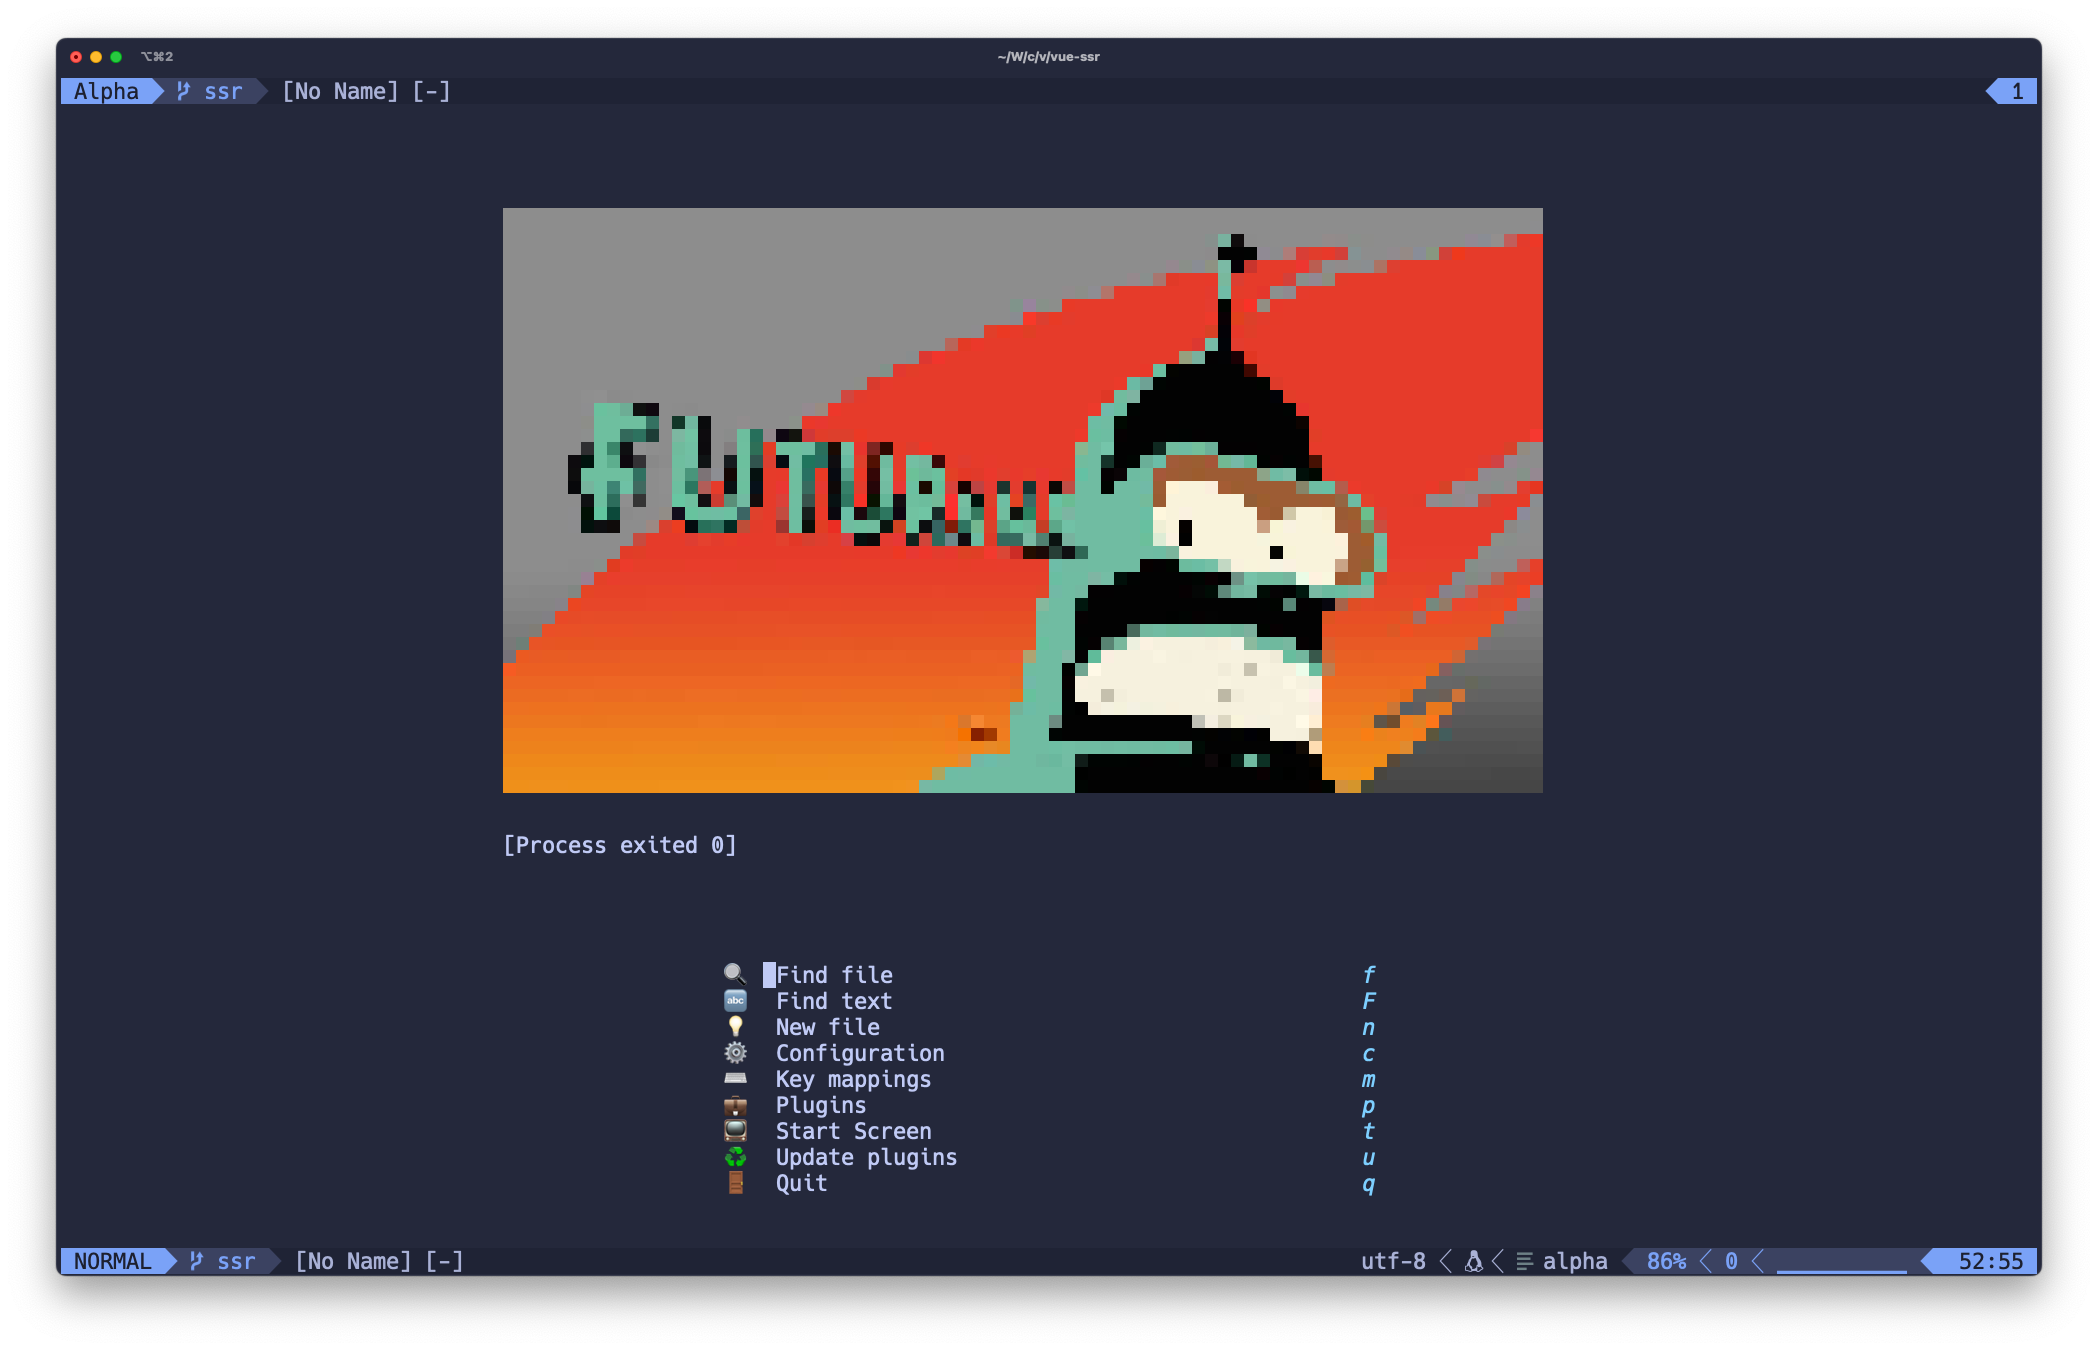 ⌥⌘2
~/W/c/v/vue-ssr
Alpha ssr [No Name] [-] 1
[Process exited 0]
Find file f
abc Find text F
New file n
Configuration c
Key mappings m
Plugins p
Start Screen t
Update plugins u
Quit q
NORMAL ssr [No Name] [-] utf-8 alpha 86% 0 52:55